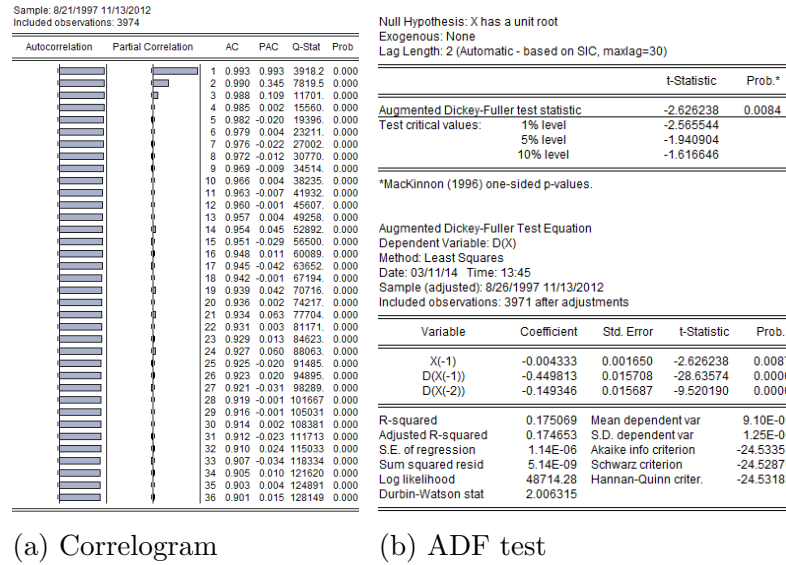 Sample: 8/21/1997 11/13/2012
Included observations: 3974
Autocorrelation Partial Correlation AC PAC Q-Stat Prob
1 0.993 0.993 3918.2 0.000
2 0.990 0.345 7819.5 0.000
3 0.988 0.109 11701. 0.000
4 0.985 0.002 15560. 0.000
5 0.982 -0.020 19396. 0.000
6 0.979 0.004 23211. 0.000
7 0.976 -0.022 27002. 0.000
8 0.972 -0.012 30770. 0.000
9 0.969 -0.009 34514. 0.000
10 0.966 0.004 38235. 0.000
11 0.963 -0.007 41932. 0.000
12 0.960 -0.001 45607. 0.000
13 0.957 0.004 49258. 0.000
14 0.954 0.045 52892. 0.000
15 0.951 -0.029 56500. 0.000
16 0.948 0.011 60089. 0.000
17 0.945 -0.042 63652. 0.000
18 0.942 -0.001 67194. 0.000
19 0.939 0.042 70716. 0.000
20 0.936 0.002 74217. 0.000
21 0.934 0.063 77704. 0.000
22 0.931 0.003 81171. 0.000
23 0.929 0.013 84623. 0.000
24 0.927 0.060 88063. 0.000
25 0.925 -0.020 91485. 0.000
26 0.923 0.020 94895. 0.000
27 0.921 -0.031 98289. 0.000
28 0.919 -0.001 101667 0.000
29 0.916 -0.001 105031 0.000
30 0.914 0.002 108381 0.000
31 0.912 -0.023 111713 0.000
32 0.910 0.024 115033 0.000
33 0.907 -0.034 118334 0.000
34 0.905 0.010 121620 0.000
35 0.903 0.004 124891 0.000
36 0.901 0.015 128149 0.000
(a) Correlogram
Null Hypothesis: X has a unit root
Exogenous: None
Lag Length: 2 (Automatic - based on SIC, maxlag=30)
t-Statistic Prob.*
Augmented Dickey-Fuller test statistic -2.626238 0.0084
Test critical values: 1% level -2.565544
5% level -1.940904
10% level -1.616646
*MacKinnon (1996) one-sided p-values.
Augmented Dickey-Fuller Test Equation
Dependent Variable: D(X)
Method: Least Squares
Date: 03/11/14 Time: 13:45
Sample (adjusted): 8/26/1997 11/13/2012
Included observations: 3971 after adjustments
Variable Coefficient Std. Error t-Statistic Prob.
X(-1) -0.004333 0.001650 -2.626238 0.008
D(X(-1)) -0.449813 0.015708 -28.63574 0.000
D(X(-2)) -0.149346 0.015687 -9.520190 0.000
R-squared 0.175069 Mean dependent var 9.10E-0
Adjusted R-squared 0.174653 S.D. dependent var 1.25E-0
S.E. of regression 1.14E-06 Akaike info criterion -24.5335
Sum squared resid 5.14E-09 Schwarz criterion -24.5287
Log likelihood 48714.28 Hannan-Quinn criter. -24.5318
Durbin-Watson stat 2.006315
(b) ADF test